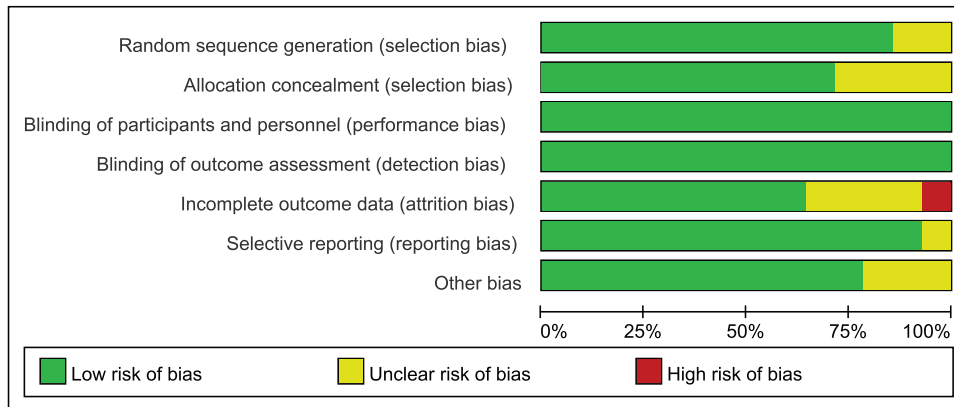 Random sequence generation (selection bias)
Allocation concealment (selection bias)
Blinding of participants and personnel (performance bias)
Blinding of outcome assessment (detection bias)
Incomplete outcome data (attrition bias)
Selective reporting (reporting bias)
Other bias
0% 25% 50% 75% 100%
Low risk of bias Unclear risk of bias High risk of bias